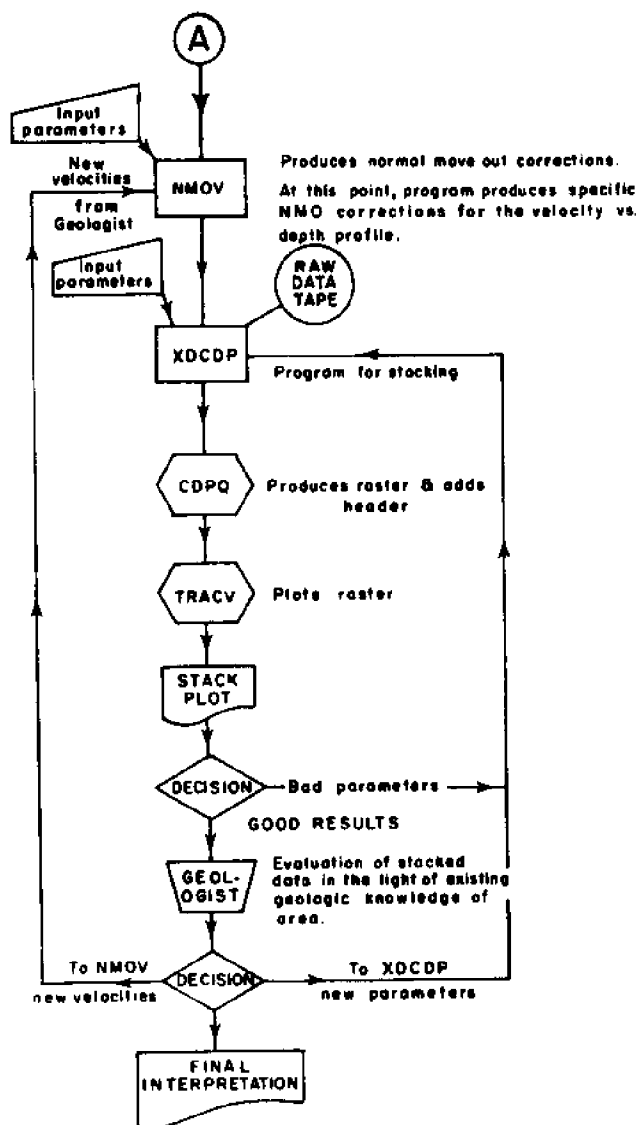 A
Input
parameters
New
velocities
from
Geologist
NMOV
Produces normal move out corrections.
At this point, program produces specific
NMO corrections for the velocity vs.
depth profile.
Input
parameters
RAW
DATA
TAPE
XDCDP
Program for stacking
CDPQ
Produces raster & adds
header
TRACV
Plots raster
STACK
PLOT
DECISION
Bad parameters
GOOD RESULTS
GEOL-
OGIST
Evaluation of stacked
data in the light of existing
geologic knowledge of
area.
To NMOV
new velocities
DECISION
To XDCDP
new parameters
FINAL
INTERPRETATION